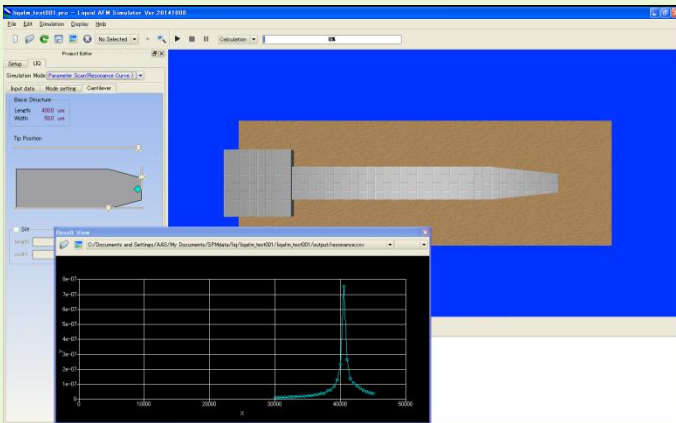 liqafm_test001.pro - Liquid AFM Simulator Ver.20141008
File Edit Simulation Display Help
No Selected
Calculation
0%
Project Editor
Setup LIQ
Simulation Mode Parameter Scan(Resonance Curve)
Input data Mode setting Cantilever
Basic Structure
Length: 400.0 um
Width: 50.0 um
Tip Position
Slit
length
width
Result View
C:/Documents and Settings/AAS/My Documents/SPMdata/liq/liqafm_test001/liqafm_test001/output/resonance.csv
8e-07
7e-07
6e-07
5e-07
4e-07
3e-07
2e-07
1e-07
0
0 10000 20000 30000 40000 50000
X